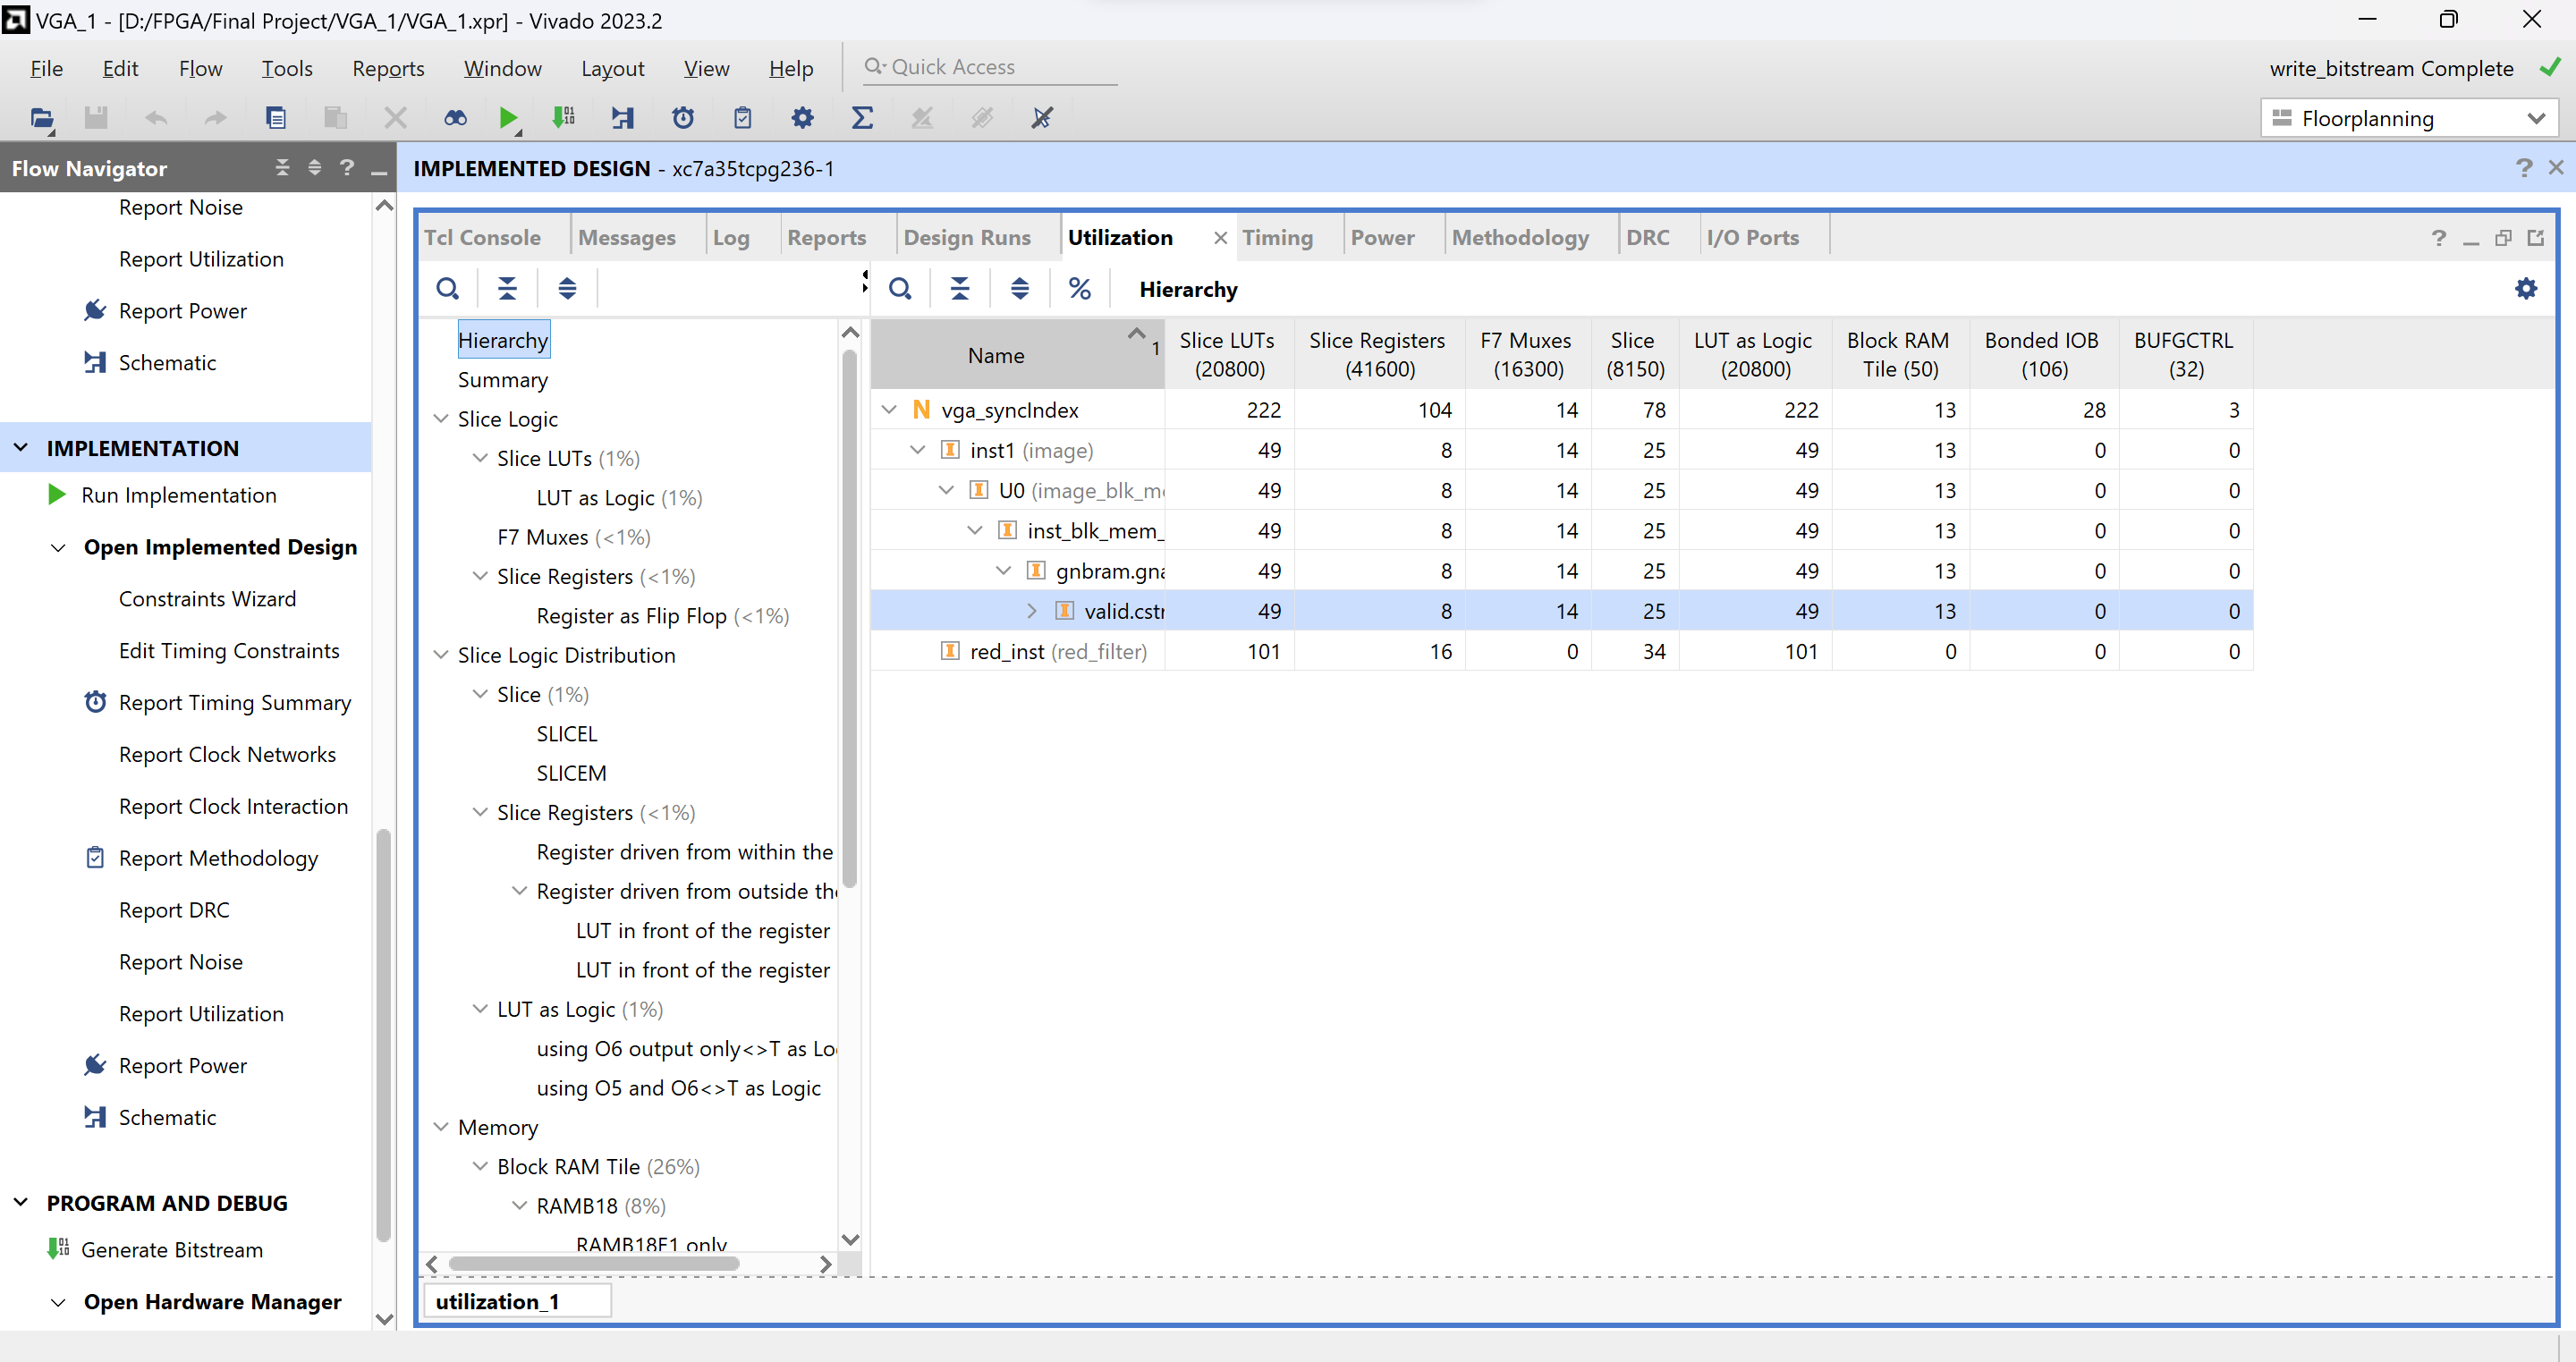 VGA_1 - [D:/FPGA/Final Project/VGA_1/VGA_1.xpr] - Vivado 2023.2
File Edit Flow Tools Reports Window Layout View Help Quick Access
write_bitstream Complete
Floorplanning
Flow Navigator
IMPLEMENTED DESIGN - xc7a35tcpg236-1
Report Noise
Report Utilization
Report Power
Schematic
IMPLEMENTATION
Run Implementation
Open Implemented Design
Constraints Wizard
Edit Timing Constraints
Report Timing Summary
Report Clock Networks
Report Clock Interaction
Report Methodology
Report DRC
Report Noise
Report Utilization
Report Power
Schematic
PROGRAM AND DEBUG
Generate Bitstream
Open Hardware Manager
Tcl Console Messages Log Reports Design Runs Utilization Timing Power Methodology DRC I/O Ports
Hierarchy
Summary
Slice Logic
Slice LUTs (1%)
LUT as Logic (1%)
F7 Muxes (<1%)
Slice Registers (<1%)
Register as Flip Flop (<1%)
Slice Logic Distribution
Slice (1%)
SLICEL
SLICEM
Slice Registers (<1%)
Register driven from within the
Register driven from outside the
LUT in front of the register
LUT in front of the register
LUT as Logic (1%)
using O6 output only<>T as Lo
using O5 and O6<>T as Logic
Memory
Block RAM Tile (26%)
RAMB18 (8%)
RAMB18E1 only
Hierarchy
Name 1 Slice LUTs (20800) Slice Registers (41600) F7 Muxes (16300) Slice (8150) LUT as Logic (20800) Block RAM Tile (50) Bonded IOB (106) BUFGCTRL (32)
N vga_syncIndex 222 104 14 78 222 13 28 3
I inst1 (image) 49 8 14 25 49 13 0 0
I U0 (image_blk_m 49 8 14 25 49 13 0 0
I inst_blk_mem_ 49 8 14 25 49 13 0 0
I gnbram.gna 49 8 14 25 49 13 0 0
I valid.cstr 49 8 14 25 49 13 0 0
I red_inst (red_filter) 101 16 0 34 101 0 0 0
utilization_1